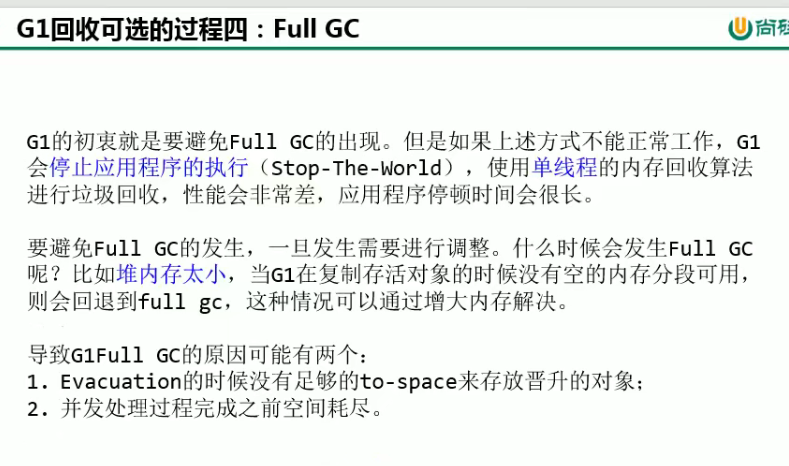 G1回收可选的过程四：Full GC
尚
G1的初衷就是要避免Full GC的出现。但是如果上述方式不能正常工作，G1
会停止应用程序的执行（Stop-The-World），使用单线程的内存回收算法
进行垃圾回收，性能会非常差，应用程序停顿时间会很长。
要避免Full GC的发生，一旦发生需要进行调整。什么时候会发生Full GC
呢？比如堆内存太小，当G1在复制存活对象的时候没有空的内存分段可用，
则会回退到full gc，这种情况可以通过增大内存解决。
导致G1Full GC的原因可能有两个：
1. Evacuation的时候没有足够的to-space来存放晋升的对象；
2. 并发处理过程完成之前空间耗尽。